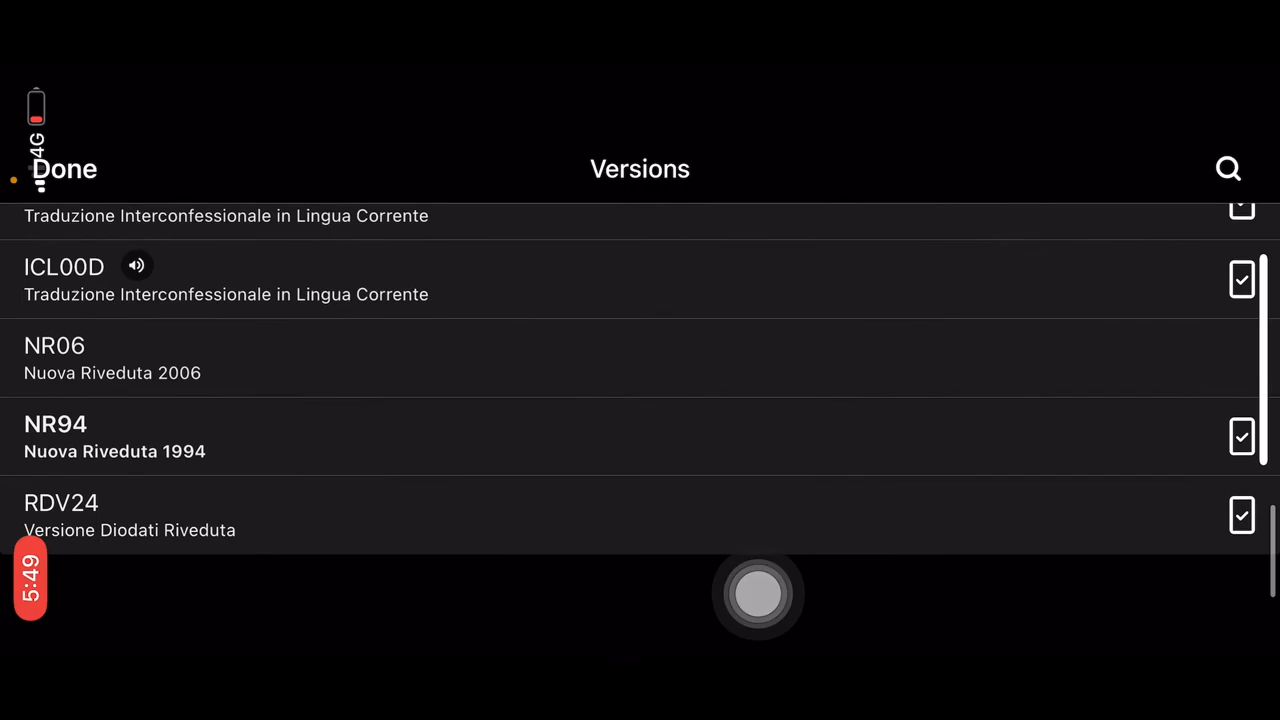 4G
Done
Versions
Traduzione Interconfessionale in Lingua Corrente
ICL00D
Traduzione Interconfessionale in Lingua Corrente
NR06
Nuova Riveduta 2006
NR94
Nuova Riveduta 1994
RDV24
Versione Diodati Riveduta
5:49